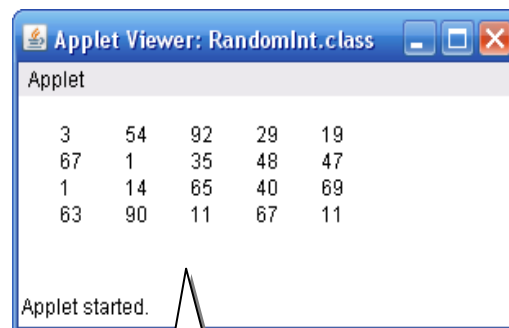 Applet Viewer: RandomInt.class
Applet
3 54 92 29 19
67 1 35 48 47
1 14 65 40 69
63 90 11 67 11
Applet started.